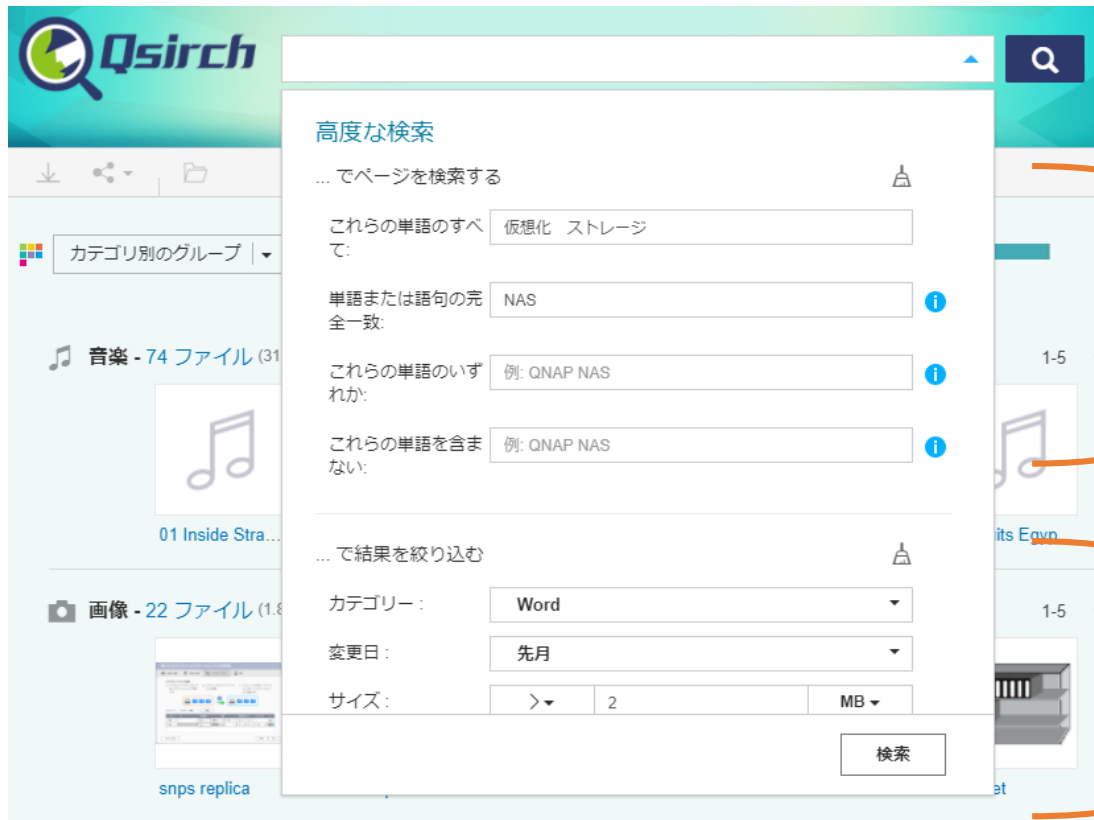 Qsirch
高度な検索
... でページを検索する
これらの単語のすべ
て:
仮想化　ストレージ
単語または語句の完
全一致:
NAS
これらの単語のいず
れか:
例: QNAP NAS
これらの単語を含ま
ない:
例: QNAP NAS
... で結果を絞り込む
カテゴリー :
Word
変更日 :
先月
サイズ :
>
2
MB
検索
カテゴリ別のグループ
音楽 - 74 ファイル (31
1-5
01 Inside Stra...
its Egyp...
画像 - 22 ファイル (1.8
1-5
snps replica
et